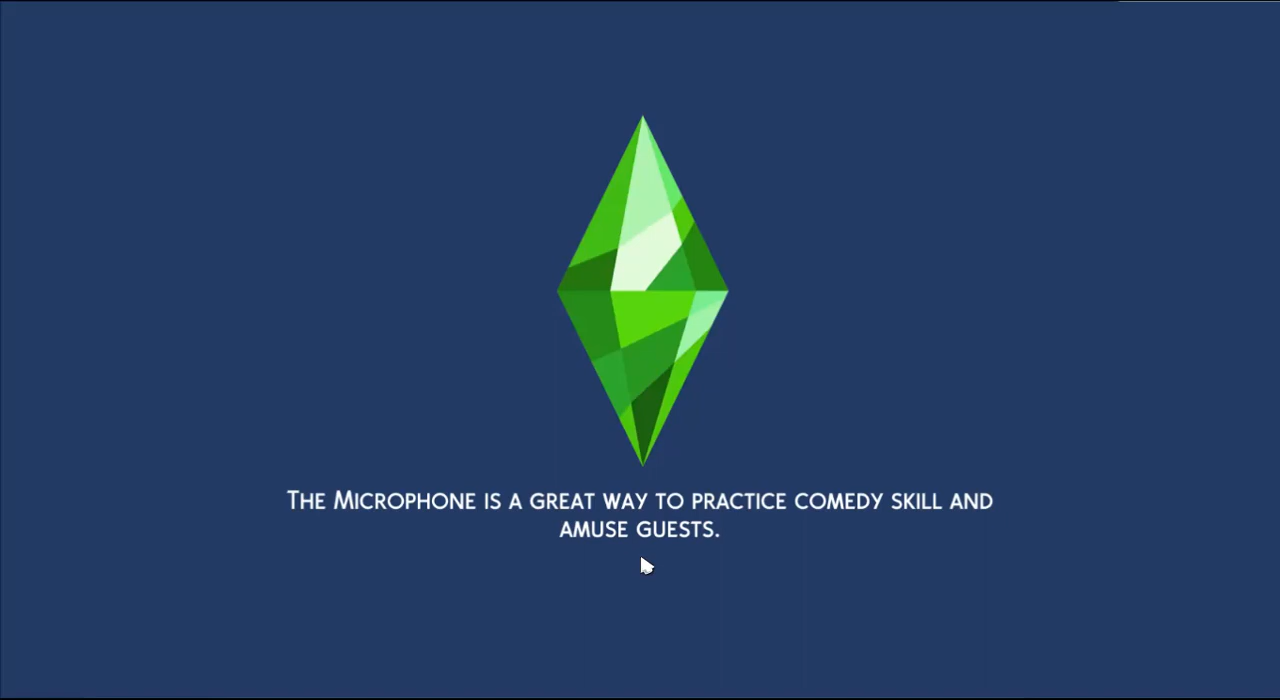 The Microphone is a great way to practice comedy skill and
amuse guests.